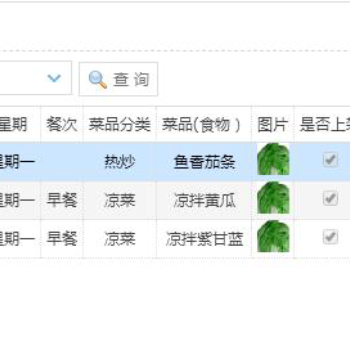 查 询
星期 餐次 菜品分类 菜品(食物 ) 图片 是否上
星期一 热炒 鱼番茄条
星期一 早餐 凉菜 凉拌黄瓜
星期一 早餐 凉菜 凉拌紫甘蓝